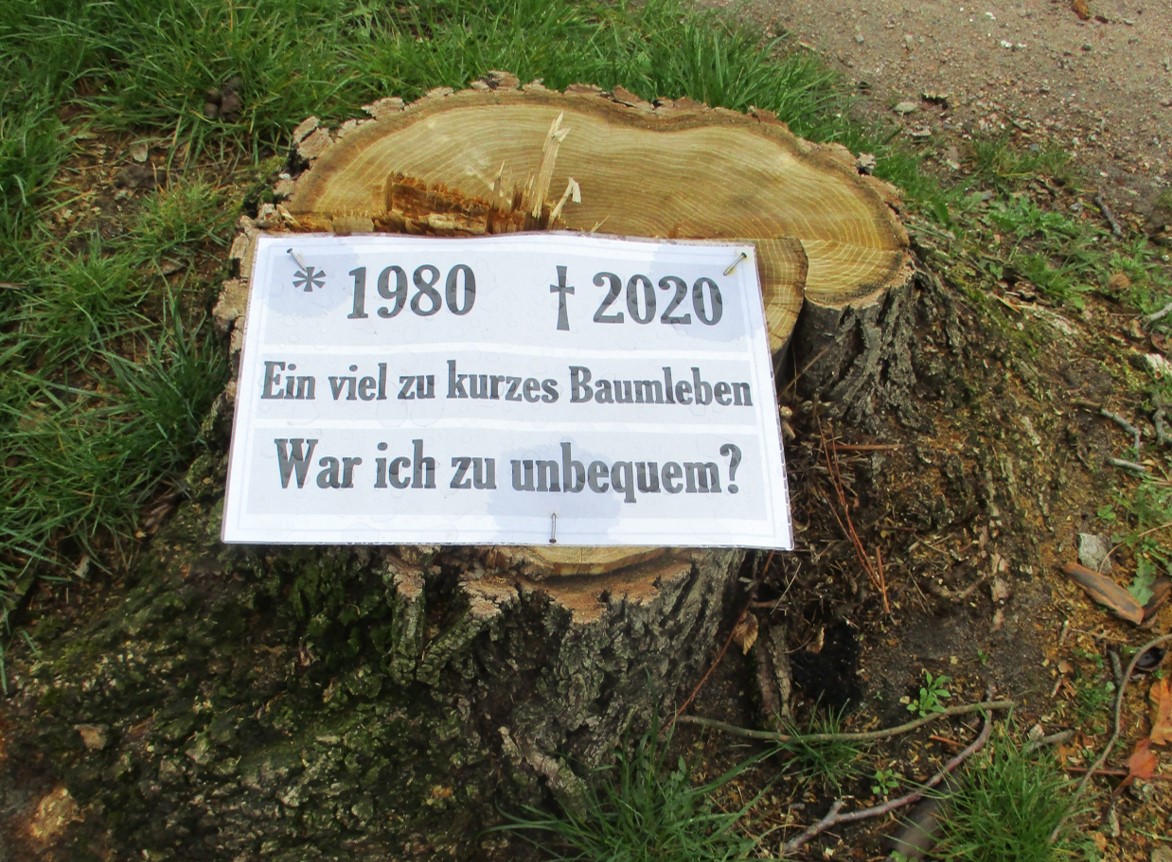 * 1980 † 2020
Ein viel zu kurzes Baumleben
War ich zu unbequem?